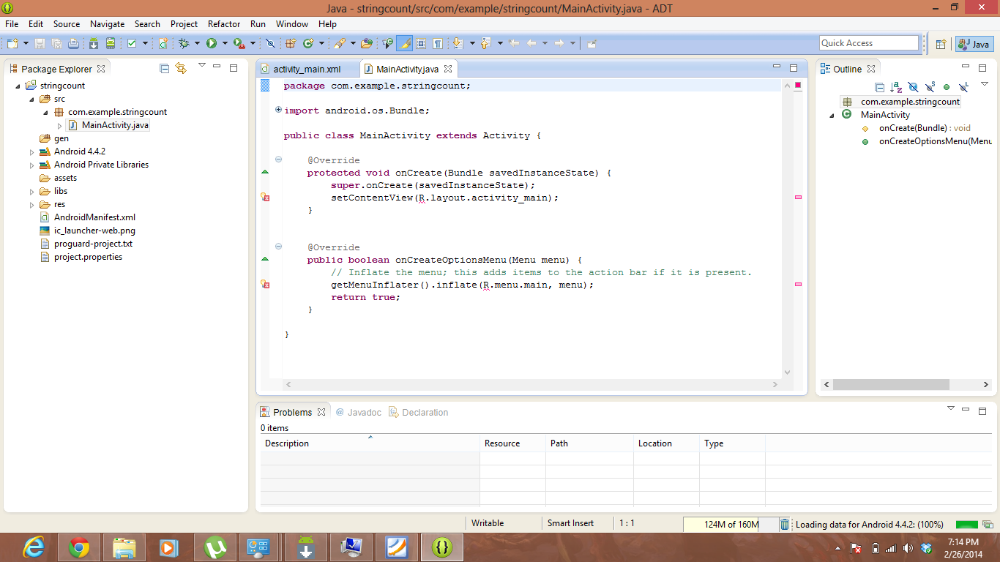 Java - stringcount/src/com/example/stringcount/MainActivity.java - ADT
File Edit Source Navigate Search Project Refactor Run Window Help
Quick Access
Java
Package Explorer
stringcount
src
com.example.stringcount
MainActivity.java
gen
Android 4.4.2
Android Private Libraries
assets
libs
res
AndroidManifest.xml
ic_launcher-web.png
proguard-project.txt
project.properties
activity_main.xml MainActivity.java
package com.example.stringcount;
import android.os.Bundle;
public class MainActivity extends Activity {
@Override
protected void onCreate(Bundle savedInstanceState) {
super.onCreate(savedInstanceState);
setContentView(R.layout.activity_main);
}
@Override
public boolean onCreateOptionsMenu(Menu menu) {
// Inflate the menu; this adds items to the action bar if it is present.
getMenuInflater().inflate(R.menu.main, menu);
return true;
}
}
Outline
com.example.stringcount
MainActivity
onCreate(Bundle) : void
onCreateOptionsMenu(Menu
Problems @ Javadoc Declaration
0 items
Description Resource Path Location Type
Writable Smart Insert 1 : 1 124M of 160M Loading data for Android 4.4.2: (100%)
7:14 PM
2/26/2014